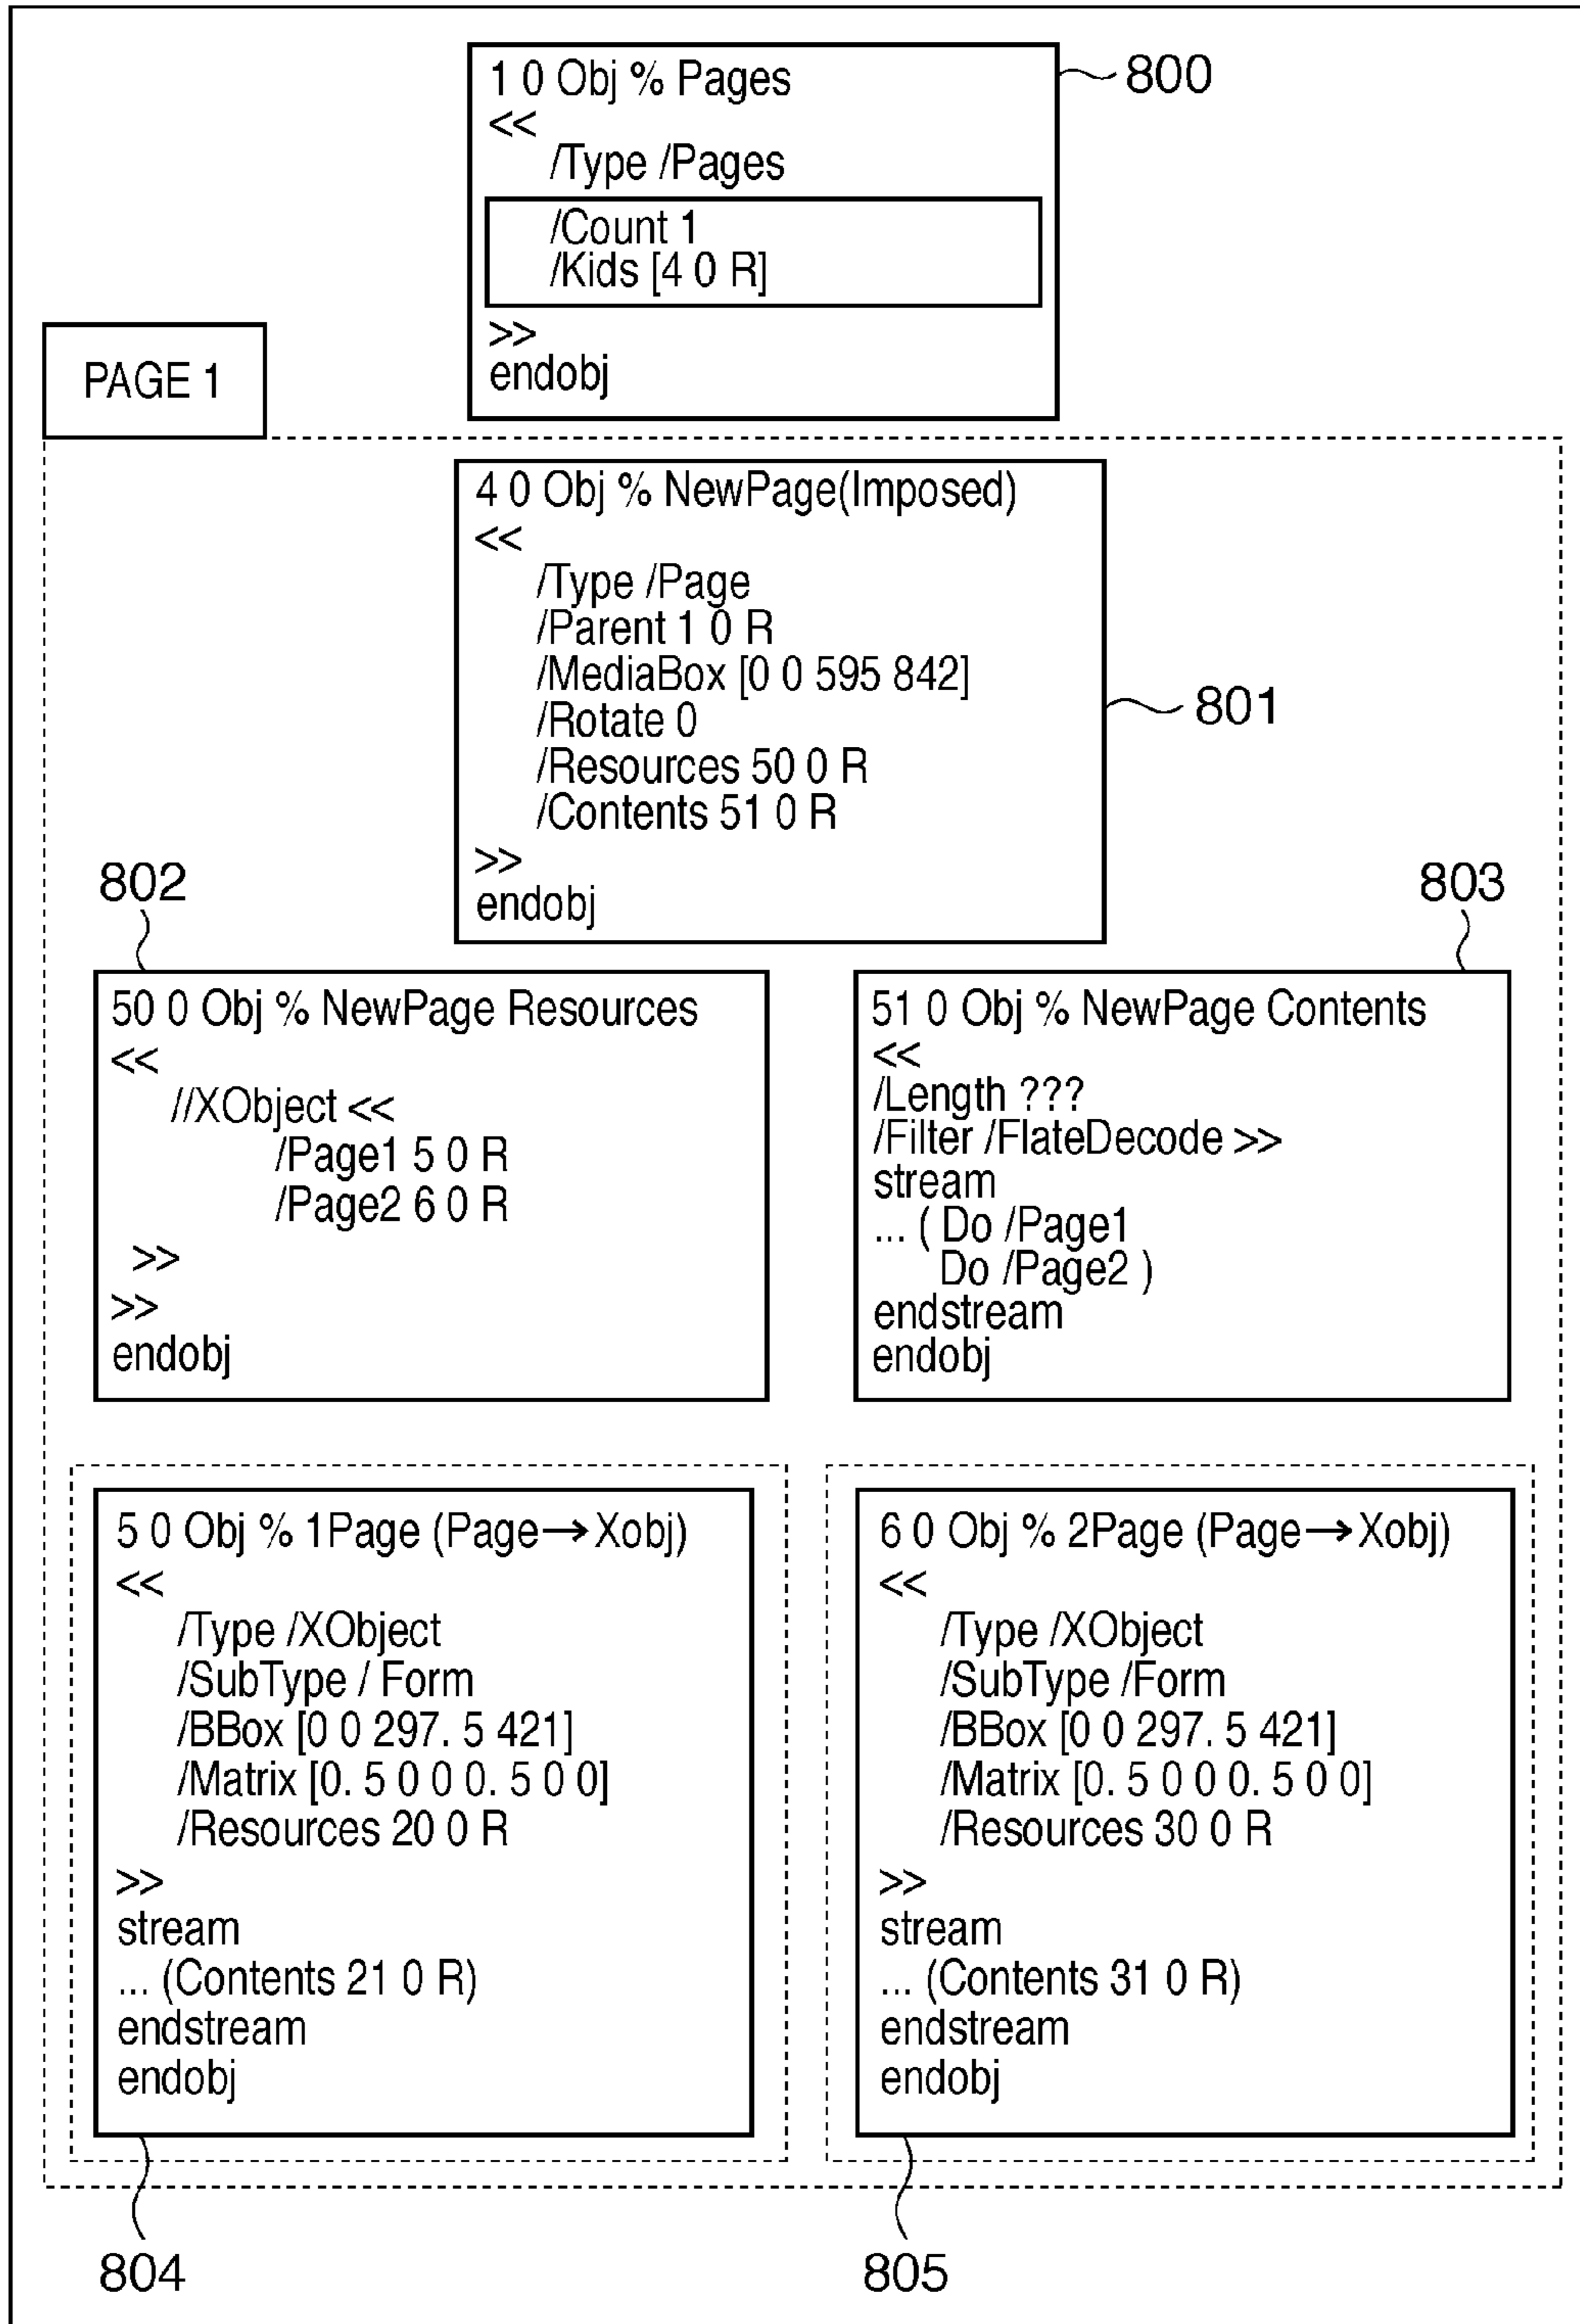 1 0 Obj % Pages
<<
/Type /Pages
/Count 1
/Kids [4 0 R]
>>
endobj
800
PAGE 1
4 0 Obj % NewPage(Imposed)
<<
/Type /Page
/Parent 1 0 R
/MediaBox [0 0 595 842]
/Rotate 0
/Resources 50 0 R
/Contents 51 0 R
>>
endobj
801
802
50 0 Obj % NewPage Resources
<<
//XObject <<
/Page1 5 0 R
/Page2 6 0 R
>>
>>
endobj
803
51 0 Obj % NewPage Contents
<<
/Length ???
/Filter /FlateDecode >>
stream
... ( Do /Page1
Do /Page2 )
endstream
endobj
5 0 Obj % 1Page (Page→Xobj)
<<
/Type /XObject
/SubType / Form
/BBox [0 0 297. 5 421]
/Matrix [0. 5 0 0 0. 5 0 0]
/Resources 20 0 R
>>
stream
... (Contents 21 0 R)
endstream
endobj
804
6 0 Obj % 2Page (Page→Xobj)
<<
/Type /XObject
/SubType /Form
/BBox [0 0 297. 5 421]
/Matrix [0. 5 0 0 0. 5 0 0]
/Resources 30 0 R
>>
stream
... (Contents 31 0 R)
endstream
endobj
805